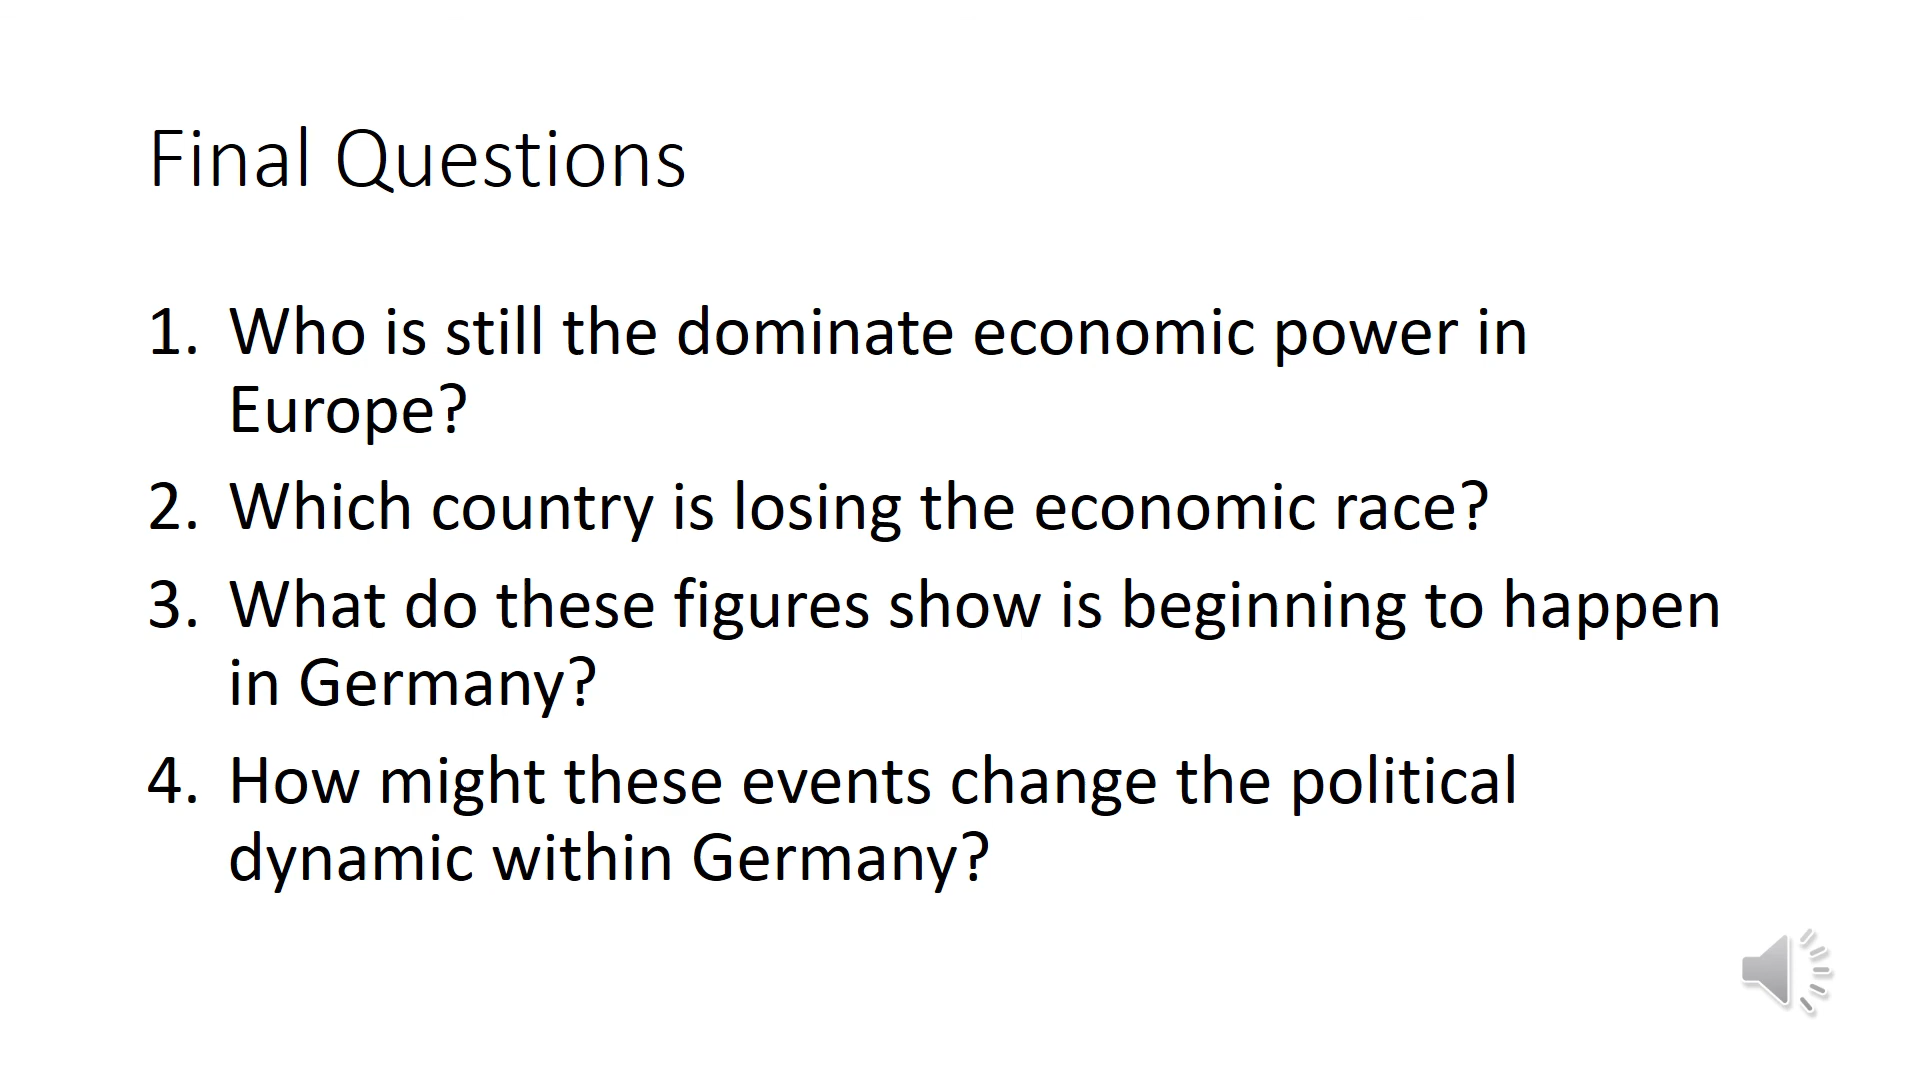 Final Questions
1. Who is still the dominate economic power in
Europe?
2. Which country is losing the economic race?
3. What do these figures show is beginning to happen
in Germany?
4. How might these events change the political
dynamic within Germany?